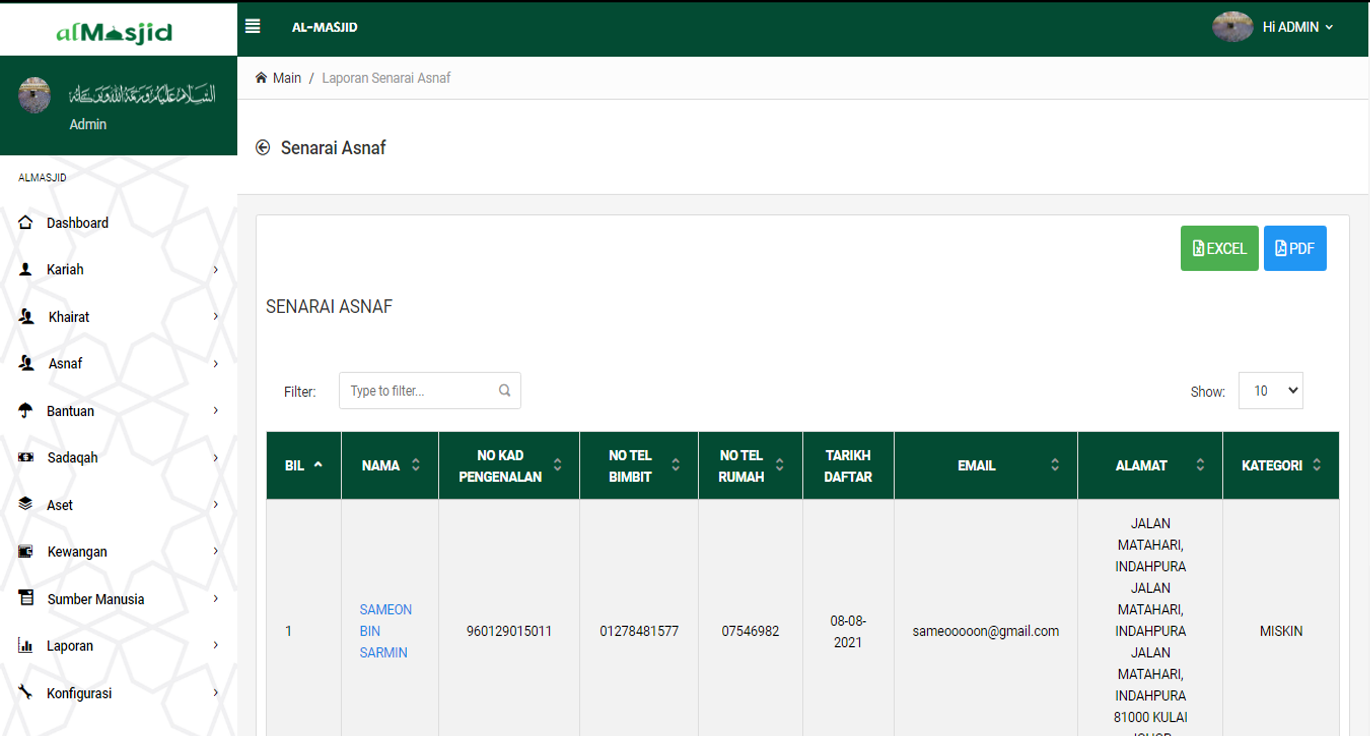 alMasjid
AL-MASJID
Hi ADMIN
Main / Laporan Senarai Asnaf
السَّلَامُ عَلَيْكُمْ وَرَحْمَةُ اللهِ وَبَرَكَاتُهُ
Admin
Senarai Asnaf
ALMASJID
Dashboard
Kariah
Khairat
Asnaf
Bantuan
Sadaqah
Aset
Kewangan
Sumber Manusia
Laporan
Konfigurasi
EXCEL PDF
SENARAI ASNAF
Filter: Type to filter...
Show: 10
BIL
NAMA
NO KAD
PENGENALAN
NO TEL
BIMBIT
NO TEL
RUMAH
TARIKH
DAFTAR
EMAIL
ALAMAT
KATEGORI
1
SAMEON
BIN
SARMIN
960129015011
01278481577
07546982
08-08-
2021
sameooooon@gmail.com
JALAN
MATAHARI,
INDAHPURA
JALAN
MATAHARI,
INDAHPURA
JALAN
MATAHARI,
INDAHPURA
81000 KULAI
MISKIN